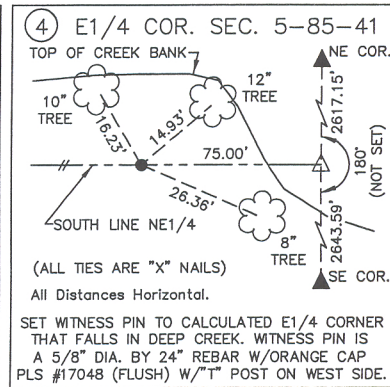 4 E1/4 COR. SEC. 5-85-41
TOP OF CREEK BANK
NE COR.
10"
TREE
12"
TREE
16.23'
14.93'
2617.15'
75.00'
180°
(NOT SET)
26.36'
SOUTH LINE NE1/4
8"
TREE
2643.59'
(ALL TIES ARE "X" NAILS)
SE COR.
All Distances Horizontal.
SET WITNESS PIN TO CALCULATED E1/4 CORNER
THAT FALLS IN DEEP CREEK. WITNESS PIN IS
A 5/8" DIA. BY 24" REBAR W/ORANGE CAP
PLS #17048 (FLUSH) W/"T" POST ON WEST SIDE.